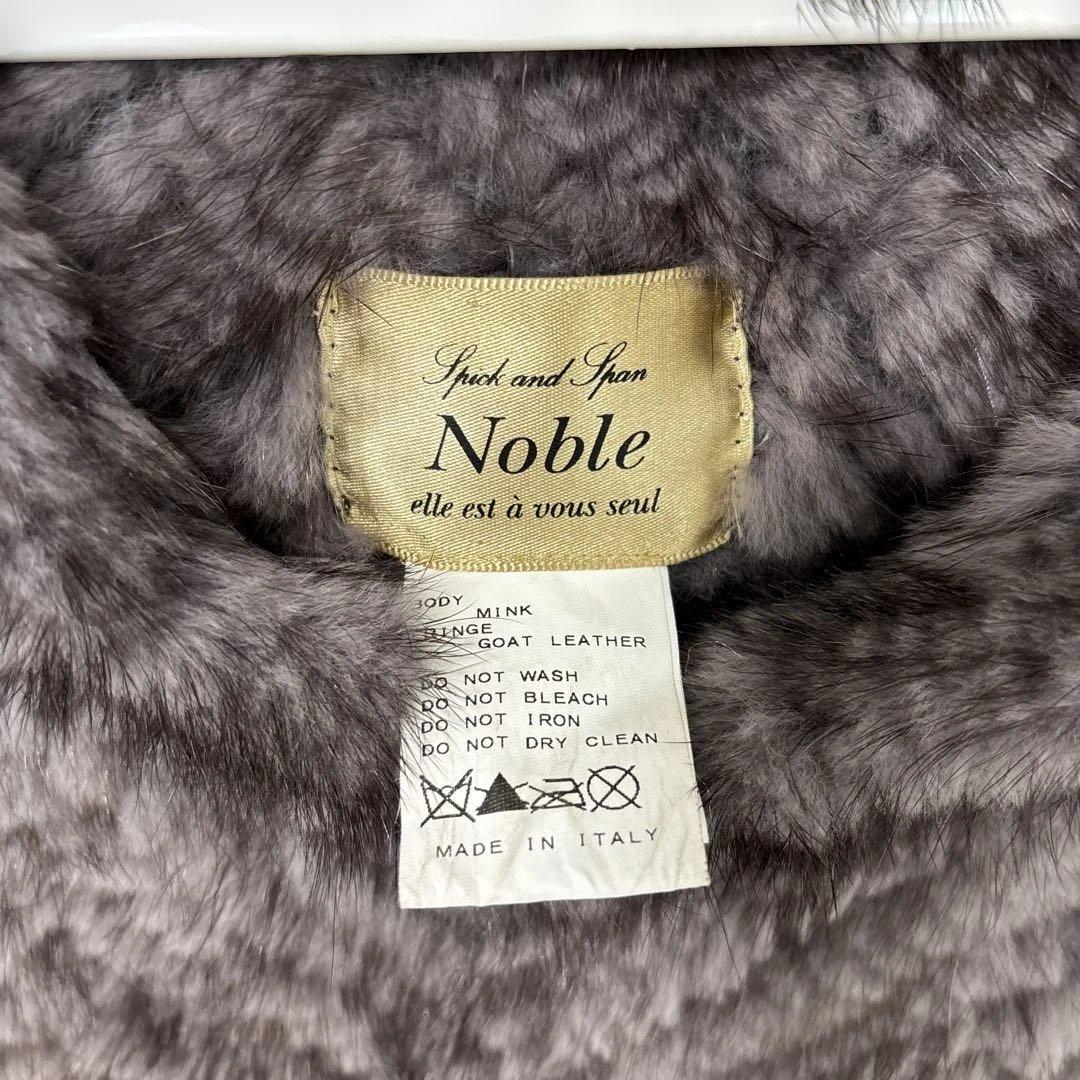 Spick and Span
Noble
elle est à vous seul
BODY
MINK
FRINGE
GOAT LEATHER
DO NOT WASH
DO NOT BLEACH
DO NOT IRON
DO NOT DRY CLEAN
MADE IN ITALY